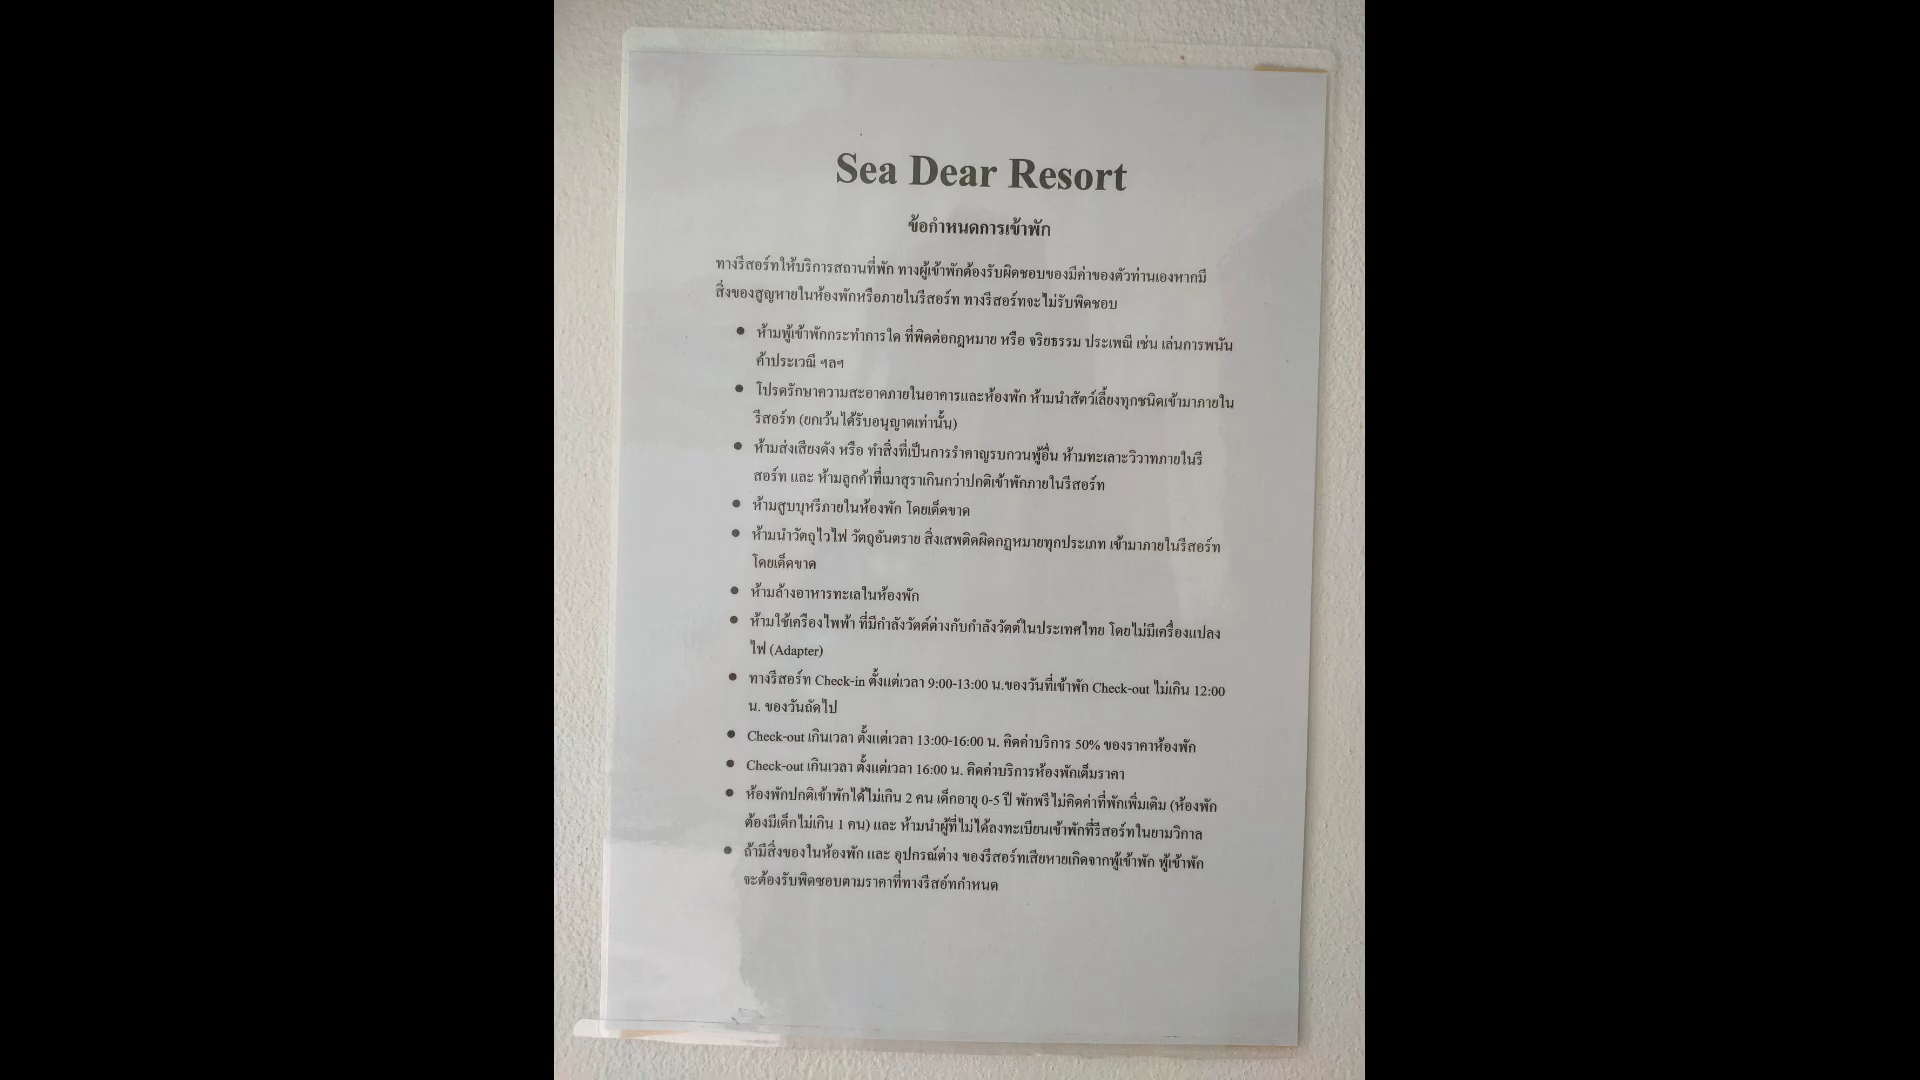 Sea Dear Resort
ข้อกำหนดการเข้าพัก
ทางรีสอร์ทให้บริการสถานที่พัก ทางผู้เข้าพักต้องรับผิดชอบของมีค่าของตัวท่านเองหากมี
สิ่งของสูญหายในห้องพักหรือภายในรีสอร์ท ทางรีสอร์ทจะไม่รับพิดชอบ
● ห้ามพู้เข้าพักกระทำการใด ที่พิดต่อกฎหมาย หรือ จริยธรรม ประเพณี เช่น เล่นการพนัน
ค้าประเวณี ฯลฯ
● โปรดรักษาความสะอาดภายในอาคารและห้องพัก ห้ามนำสัตว์เลี้ยงทุกชนิดเข้ามาภายใน
รีสอร์ท (ยกเว้นได้รับอนุญาตเท่านั้น)
● ห้ามส่งเสียงดัง หรือ ทำสิ่งที่เป็นการรำคาญรบกวนพู้อื่น ห้ามทะเลาะวิวาทภายในรี
สอร์ท และ ห้ามลูกค้าที่เมาสุราเกินกว่าปกติเข้าพักภายในรีสอร์ท
● ห้ามสูบบุหรี่ภายในห้องพัก โดยเด็ดขาด
● ห้ามนำวัตถุไวไฟ วัตถุอันตราย สิ่งเสพติดผิดกฎหมายทุกประเภท เข้ามาภายในรีสอร์ท
โดยเด็ดขาด
● ห้ามล้างอาหารทะเลในห้องพัก
● ห้ามใช้เครื่องไพฟ้า ที่มีกำลังวัตต์ต่างกับกำลังวัตต์ในประเทศไทย โดยไม่มีเครื่องแปลง
ไฟ (Adapter)
● ทางรีสอร์ท Check-in ตั้งแต่เวลา 9:00-13:00 น.ของวันที่เข้าพัก Check-out ไม่เกิน 12:00
น. ของวันถัดไป
● Check-out เกินเวลา ตั้งแต่เวลา 13:00-16:00 น. คิดค่าบริการ 50% ของราคาห้องพัก
● Check-out เกินเวลา ตั้งแต่เวลา 16:00 น. คิดค่าบริการห้องพักเต็มราคา
● ห้องพักปกติเข้าพักได้ไม่เกิน 2 คน เด็กอายุ 0-5 ปี พักฟรีไม่คิดค่าที่พักเพิ่มเติม (ห้องพัก
ต้องมีเด็กไม่เกิน 1 คน) และ ห้ามนำผู้ที่ไม่ได้ลงทะเบียนเข้าพักที่รีสอร์ทในยามวิกาล
● ถ้ามีสิ่งของในห้องพัก และ อุปกรณ์ต่าง ของรีสอร์ทเสียหายเกิดจากพู้เข้าพัก พู้เข้าพัก
จะต้องรับพิดชอบตามราคาที่ทางรีสอ์ทกำหนด